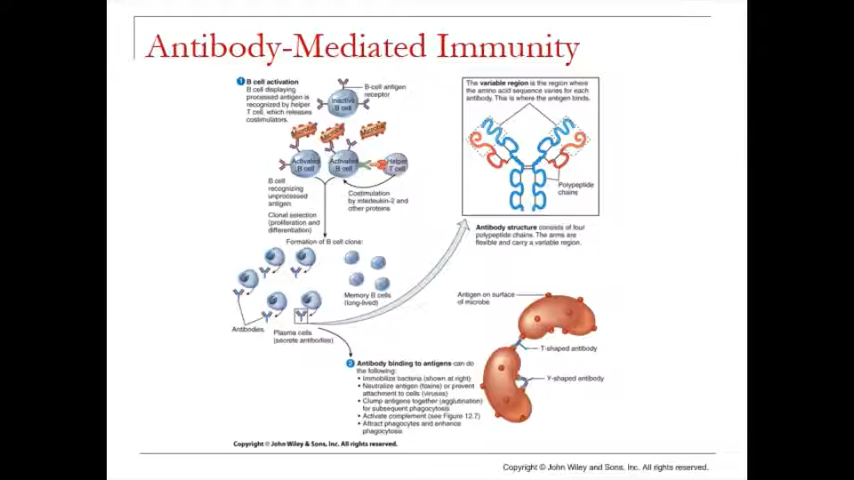 Antibody-Mediated Immunity
1 B cell activation
B cell displaying
processed antigen is
recognized by helper
T cell, which releases
costimulators.
B-cell antigen
receptor
Inactive
B cell
Microbe
Microbe
Microbe
Activated
B cell
Activated
B cell
Helper
T cell
B cell
recognizing
unprocessed
antigen
Costimulation
by interleukin-2 and
other proteins
Clonal selection
(proliferation and
differentiation)
Formation of B cell clone:
Memory B cells
(long-lived)
Antibodies
Plasma cells
(secrete antibodies)
The variable region is the region where
the amino acid sequence varies for each
antibody. This is where the antigen binds.
Polypeptide
chains
Antibody structure consists of four
polypeptide chains. The arms are
flexible and carry a variable region.
Antigen on surface
of microbe
T-shaped antibody
Y-shaped antibody
2 Antibody binding to antigens can do
the following:
• Immobilize bacteria (shown at right)
• Neutralize antigen (toxins) or prevent
attachment to cells (viruses)
• Clump antigens together (agglutination)
for subsequent phagocytosis
• Activate complement (see Figure 12.7)
• Attract phagocytes and enhance
phagocytosis
Copyright © John Wiley & Sons, Inc. All rights reserved.
Copyright © John Wiley and Sons, Inc. All rights reserved.